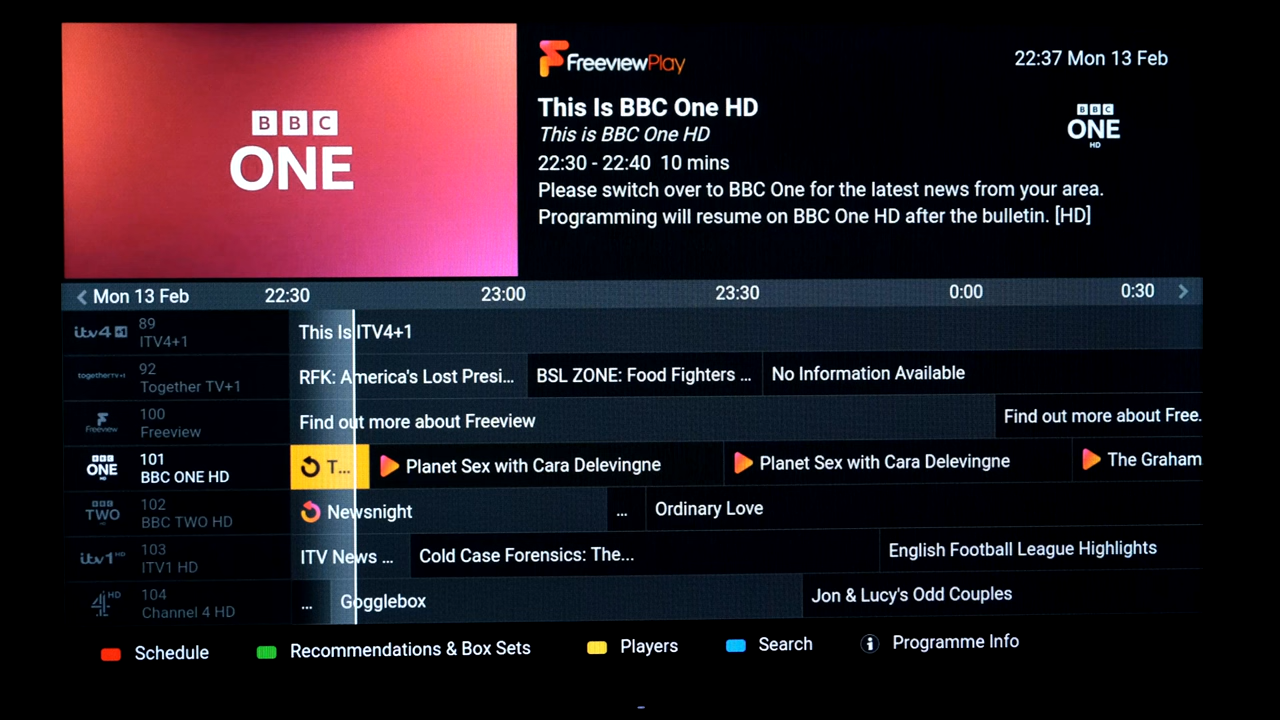 BBC
ONE
FreeviewPlay
22:37 Mon 13 Feb
This Is BBC One HD
This is BBC One HD
22:30 - 22:40 10 mins
Please switch over to BBC One for the latest news from your area.
Programming will resume on BBC One HD after the bulletin. [HD]
BBC
ONE
HD
Mon 13 Feb 22:30 23:00 23:30 0:00 0:30
itv4 +1 89 ITV4+1 This Is ITV4+1
togetherTV+1 92 Together TV+1 RFK: America's Lost Presi... BSL ZONE: Food Fighters ... No Information Available
Freeview 100 Freeview Find out more about Freeview Find out more about Free.
BBC ONE HD 101 BBC ONE HD T... Planet Sex with Cara Delevingne Planet Sex with Cara Delevingne The Graham
BBC TWO HD 102 BBC TWO HD Newsnight ... Ordinary Love
itv1 HD 103 ITV1 HD ITV News ... Cold Case Forensics: The... English Football League Highlights
4 HD 104 Channel 4 HD ... Gogglebox Jon & Lucy's Odd Couples
Schedule Recommendations & Box Sets Players Search i Programme Info